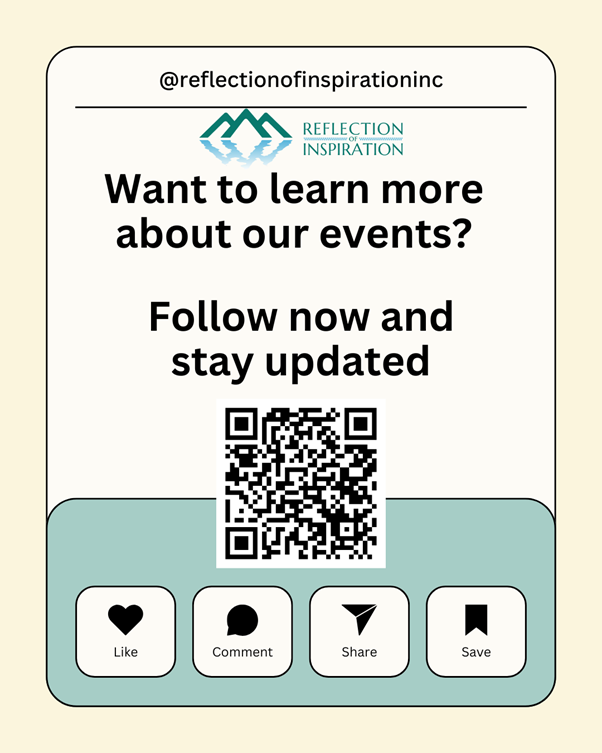 @reflectionofinspirationinc
REFLECTION
OF
INSPIRATION
Want to learn more
about our events?
Follow now and
stay updated
Like
Comment
Share
Save